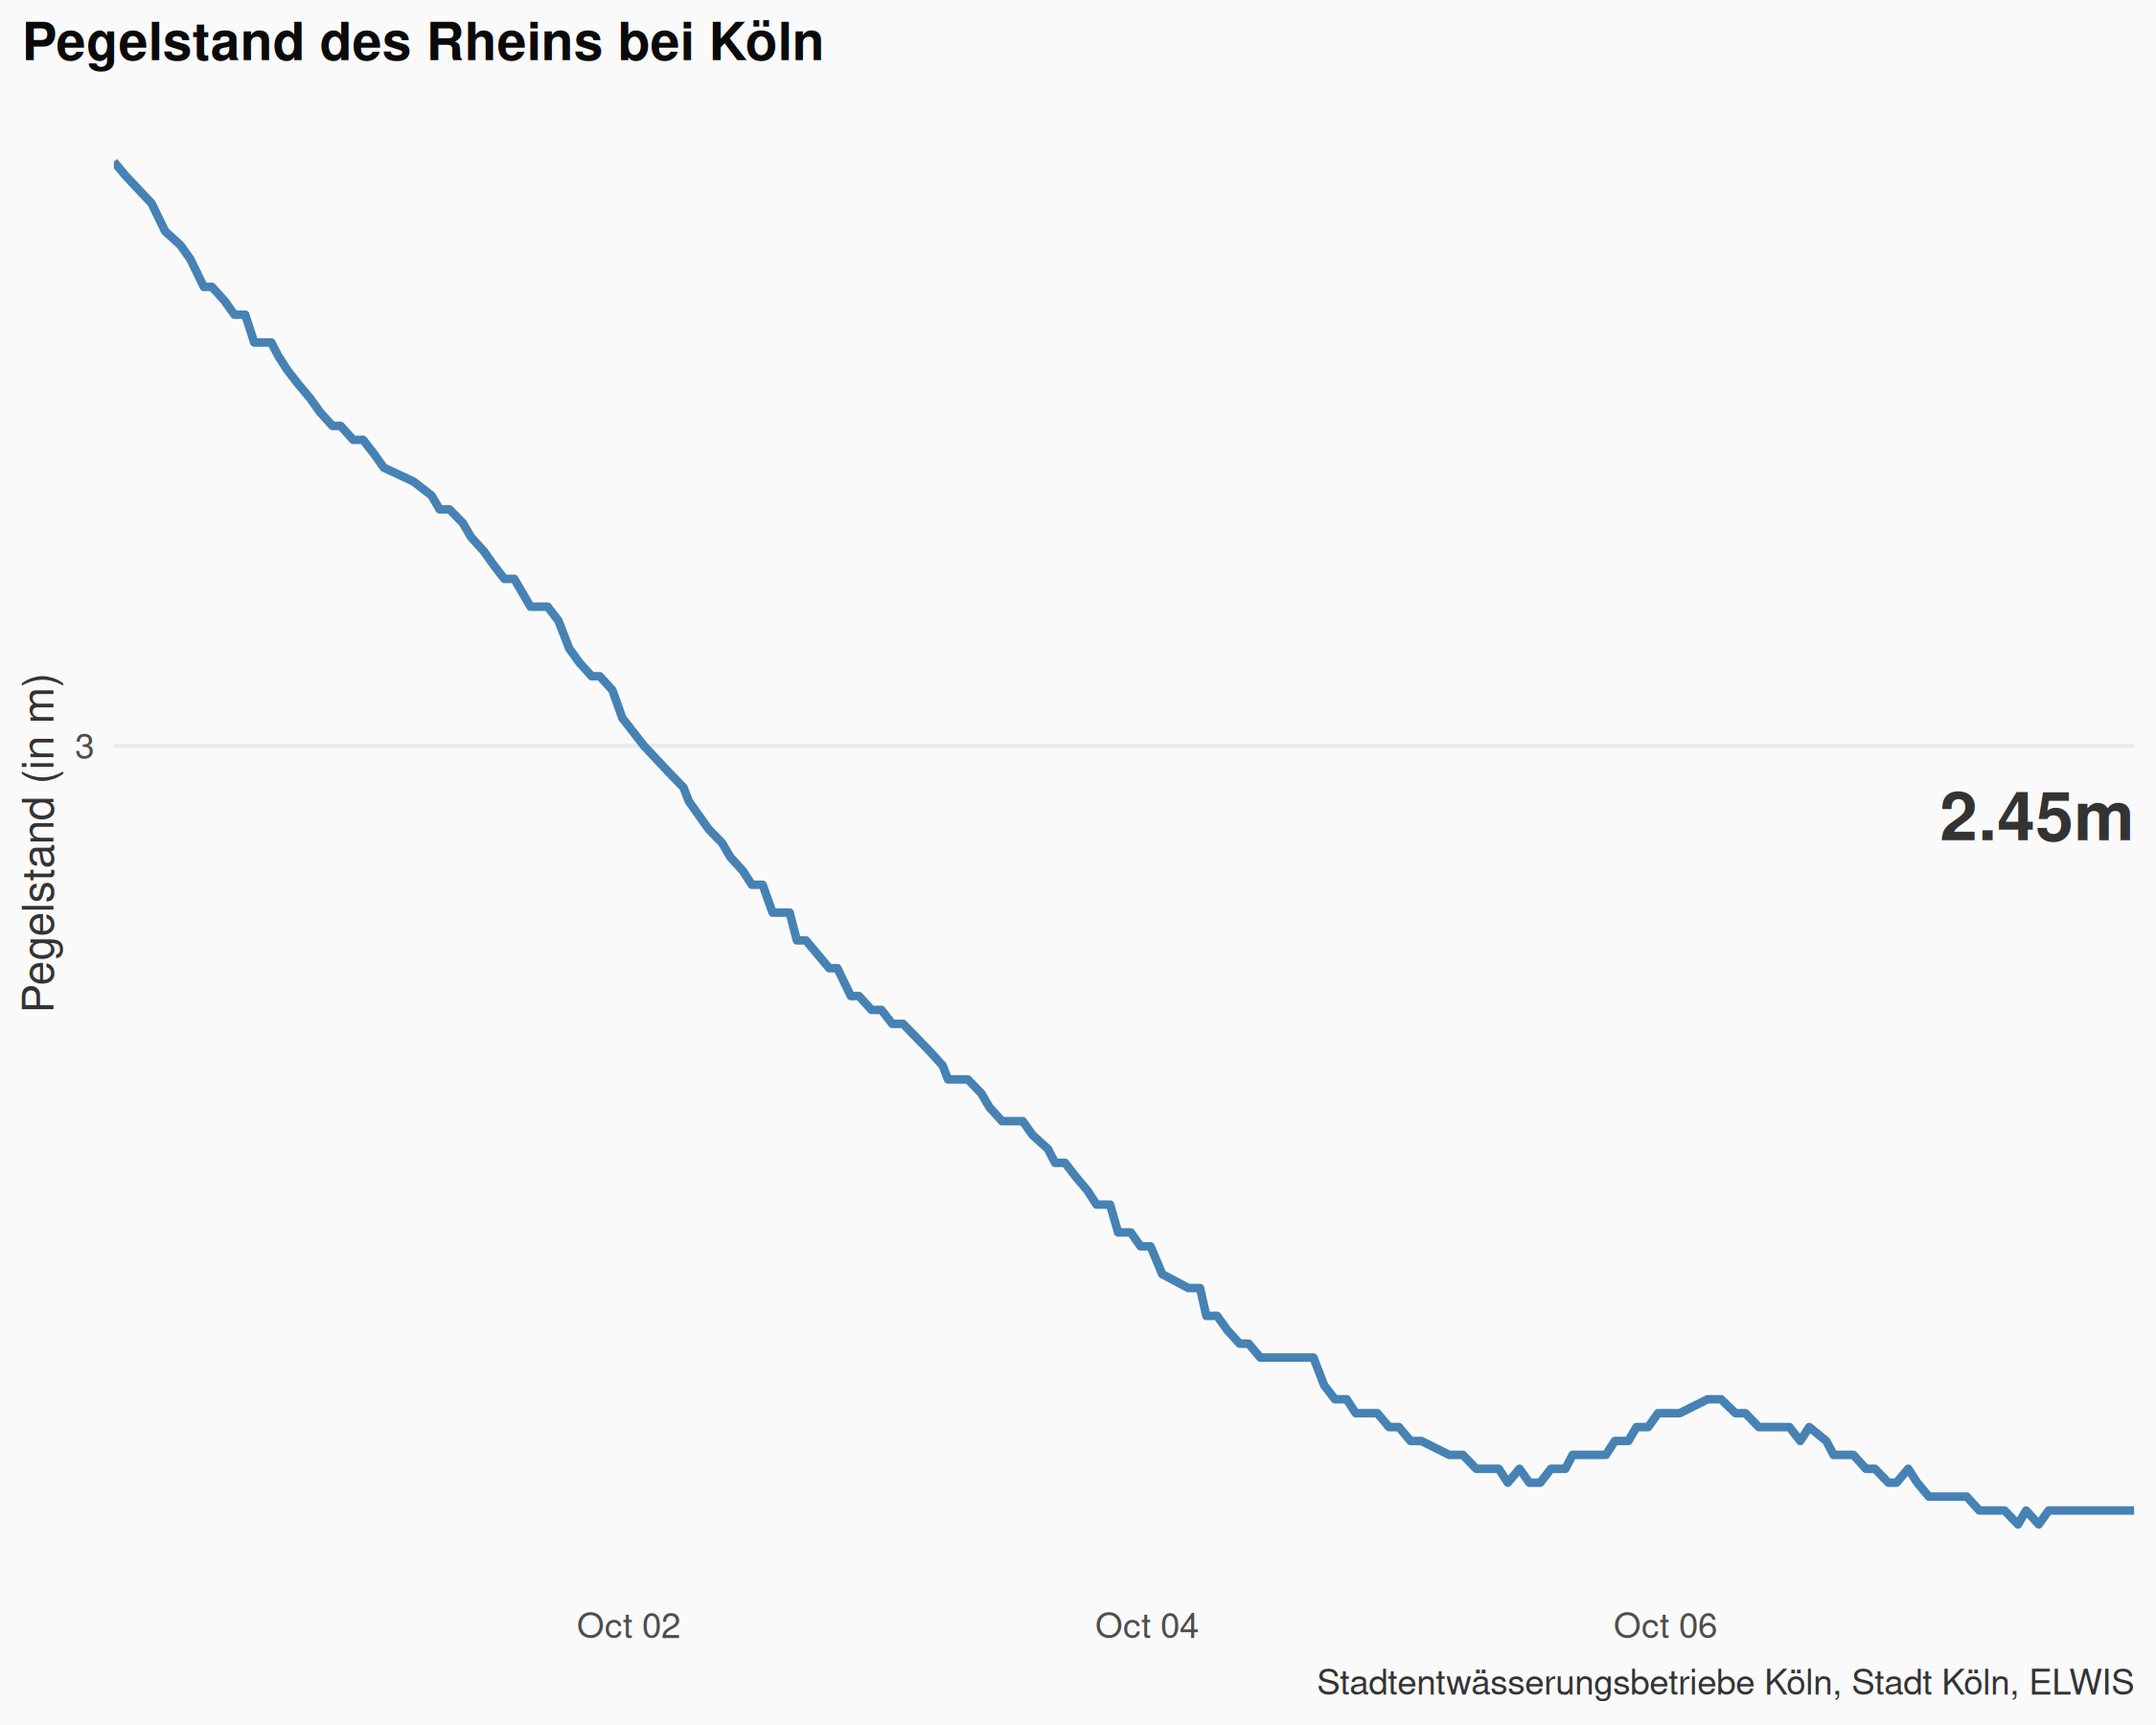 Pegelstand des Rheins bei Köln
Pegelstand (in m)
3
2.45m
Oct 02
Oct 04
Oct 06
Stadtentwässerungsbetriebe Köln, Stadt Köln, ELWIS